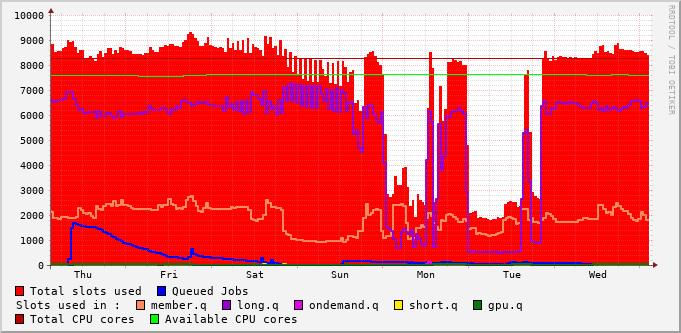 10000
9000
8000
7000
6000
5000
4000
3000
2000
1000
0
Thu Fri Sat Sun Mon Tue Wed
RRDTOOL / TOBI OETIKER
Total slots used Queued Jobs
Slots used in : member.q long.q ondemand.q short.q gpu.q
Total CPU cores Available CPU cores